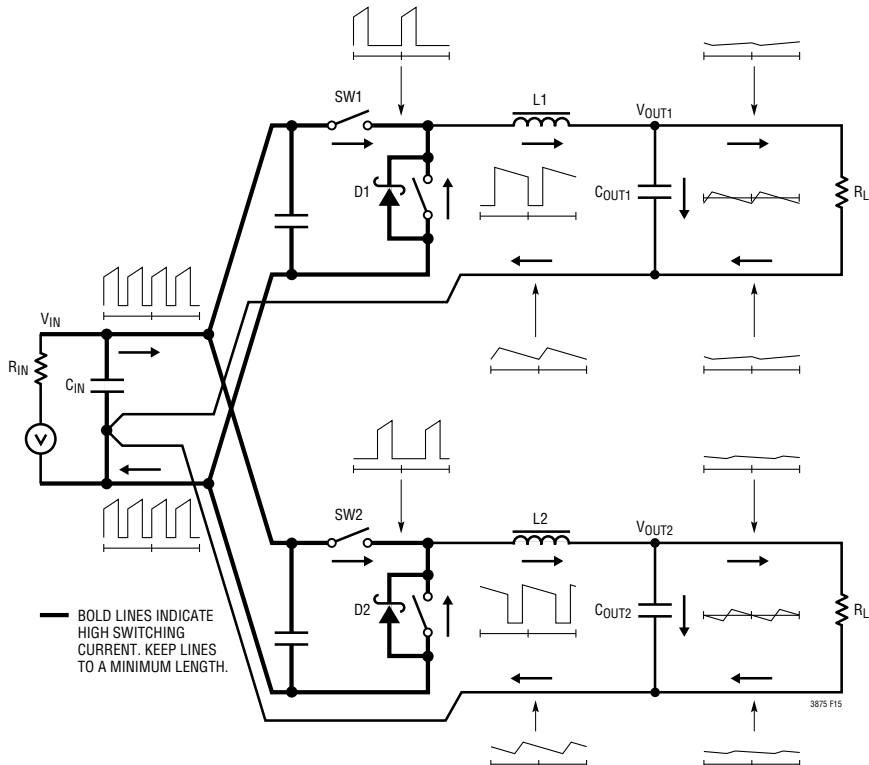 SW1
L1
VOUT1
D1
COUT1
RL
VIN
RIN
CIN
V
SW2
L2
VOUT2
BOLD LINES INDICATE
HIGH SWITCHING
CURRENT. KEEP LINES
TO A MINIMUM LENGTH.
D2
COUT2
RL
3875 F15